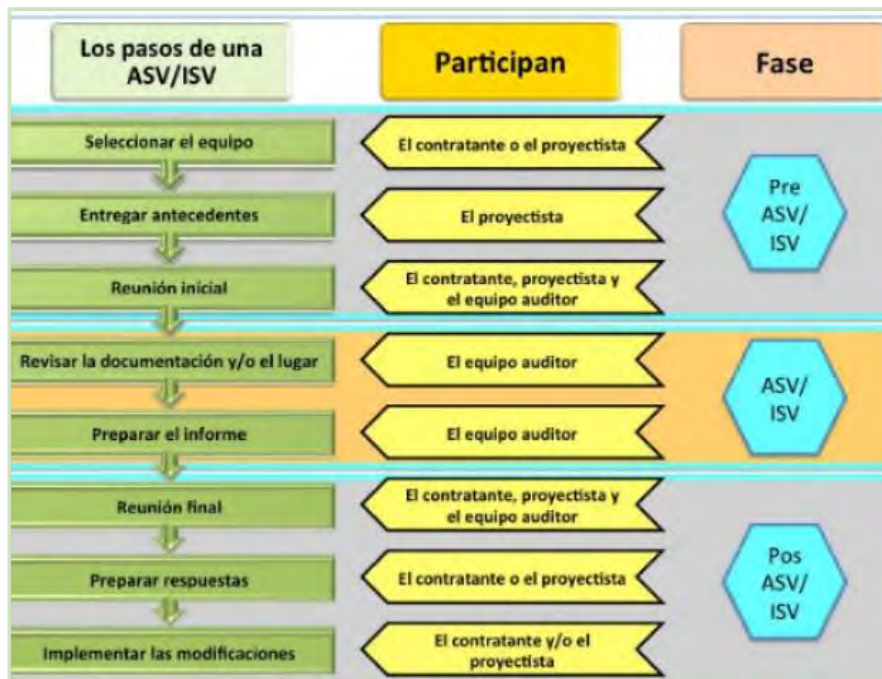 Los pasos de una
ASV/ISV
Participan
Fase
Seleccionar el equipo
El contratante o el proyectista
Entregar antecedentes
El proyectista
Reunión inicial
El contratante, proyectista y
el equipo auditor
Pre
ASV/
ISV
Revisar la documentación y/o el lugar
El equipo auditor
Preparar el informe
El equipo auditor
ASV/
ISV
Reunión final
El contratante, proyectista y
el equipo auditor
Preparar respuestas
El contratante o el proyectista
Implementar las modificaciones
El contratante y/o el
proyectista
Pos
ASV/
ISV